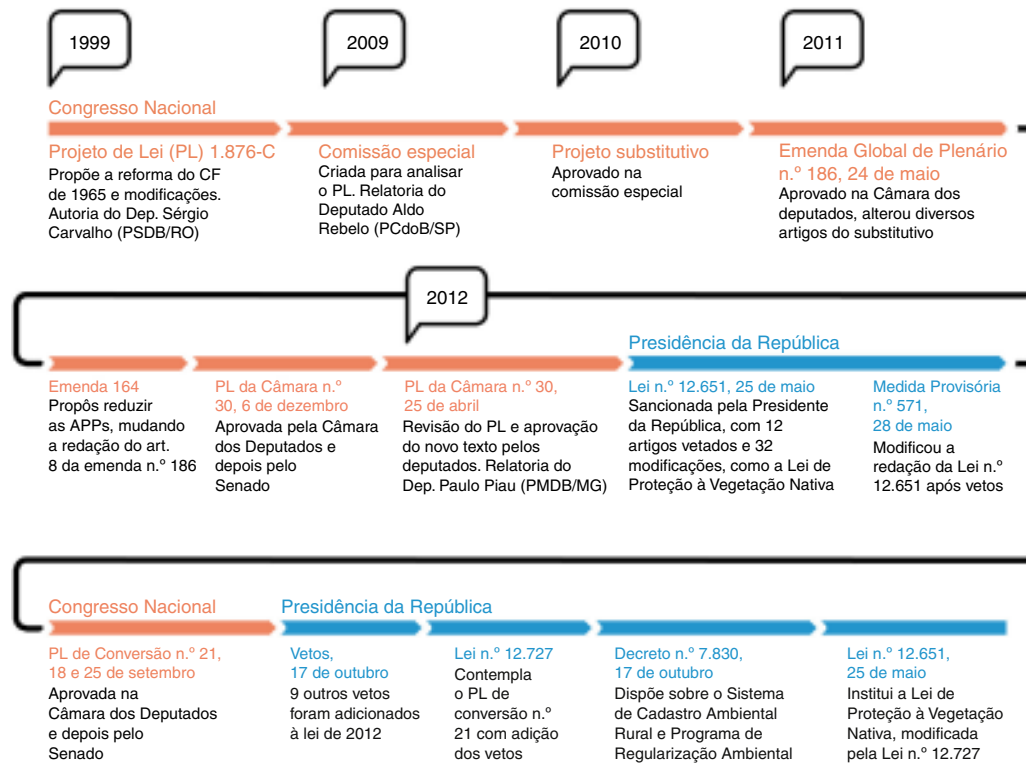 1999
2009
2010
2011
Congresso Nacional
Projeto de Lei (PL) 1.876-C
Propõe a reforma do CF
de 1965 e modificações.
Autoria do Dep. Sérgio
Carvalho (PSDB/RO)
Comissão especial
Criada para analisar
o PL. Relatoria do
Deputado Aldo
Rebelo (PCdoB/SP)
Projeto substitutivo
Aprovado na
comissão especial
Emenda Global de Plenário
n.º 186, 24 de maio
Aprovado na Câmara dos
deputados, alterou diversos
artigos do substitutivo
2012
Emenda 164
Propôs reduzir
as APPs, mudando
a redação do art.
8 da emenda n.º 186
PL da Câmara n.º
30, 6 de dezembro
Aprovada pela Câmara
dos Deputados e
depois pelo
Senado
PL da Câmara n.º 30,
25 de abril
Revisão do PL e aprovação
do novo texto pelos
deputados. Relatoria do
Dep. Paulo Piau (PMDB/MG)
Presidência da República
Lei n.º 12.651, 25 de maio
Sancionada pela Presidente
da República, com 12
artigos vetados e 32
modificações, como a Lei de
Proteção à Vegetação Nativa
Medida Provisória
n.º 571,
28 de maio
Modificou a
redação da Lei n.º
12.651 após vetos
Congresso Nacional
PL de Conversão n.º 21,
18 e 25 de setembro
Aprovada na
Câmara dos Deputados
e depois pelo
Senado
Presidência da República
Vetos,
17 de outubro
9 outros vetos
foram adicionados
à lei de 2012
Lei n.º 12.727
Contempla
o PL de
conversão n.º
21 com adição
dos vetos
Decreto n.º 7.830,
17 de outubro
Dispõe sobre o Sistema
de Cadastro Ambiental
Rural e Programa de
Regularização Ambiental
Lei n.º 12.651,
25 de maio
Institui a Lei de
Proteção à Vegetação
Nativa, modificada
pela Lei n.º 12.727